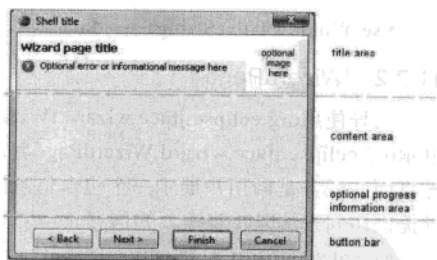 Shell title
Wizard page title
Optional error or informational message here
optional
image
here
title area
content area
optional progress
information area
< Back
Next >
Finish
Cancel
button bar